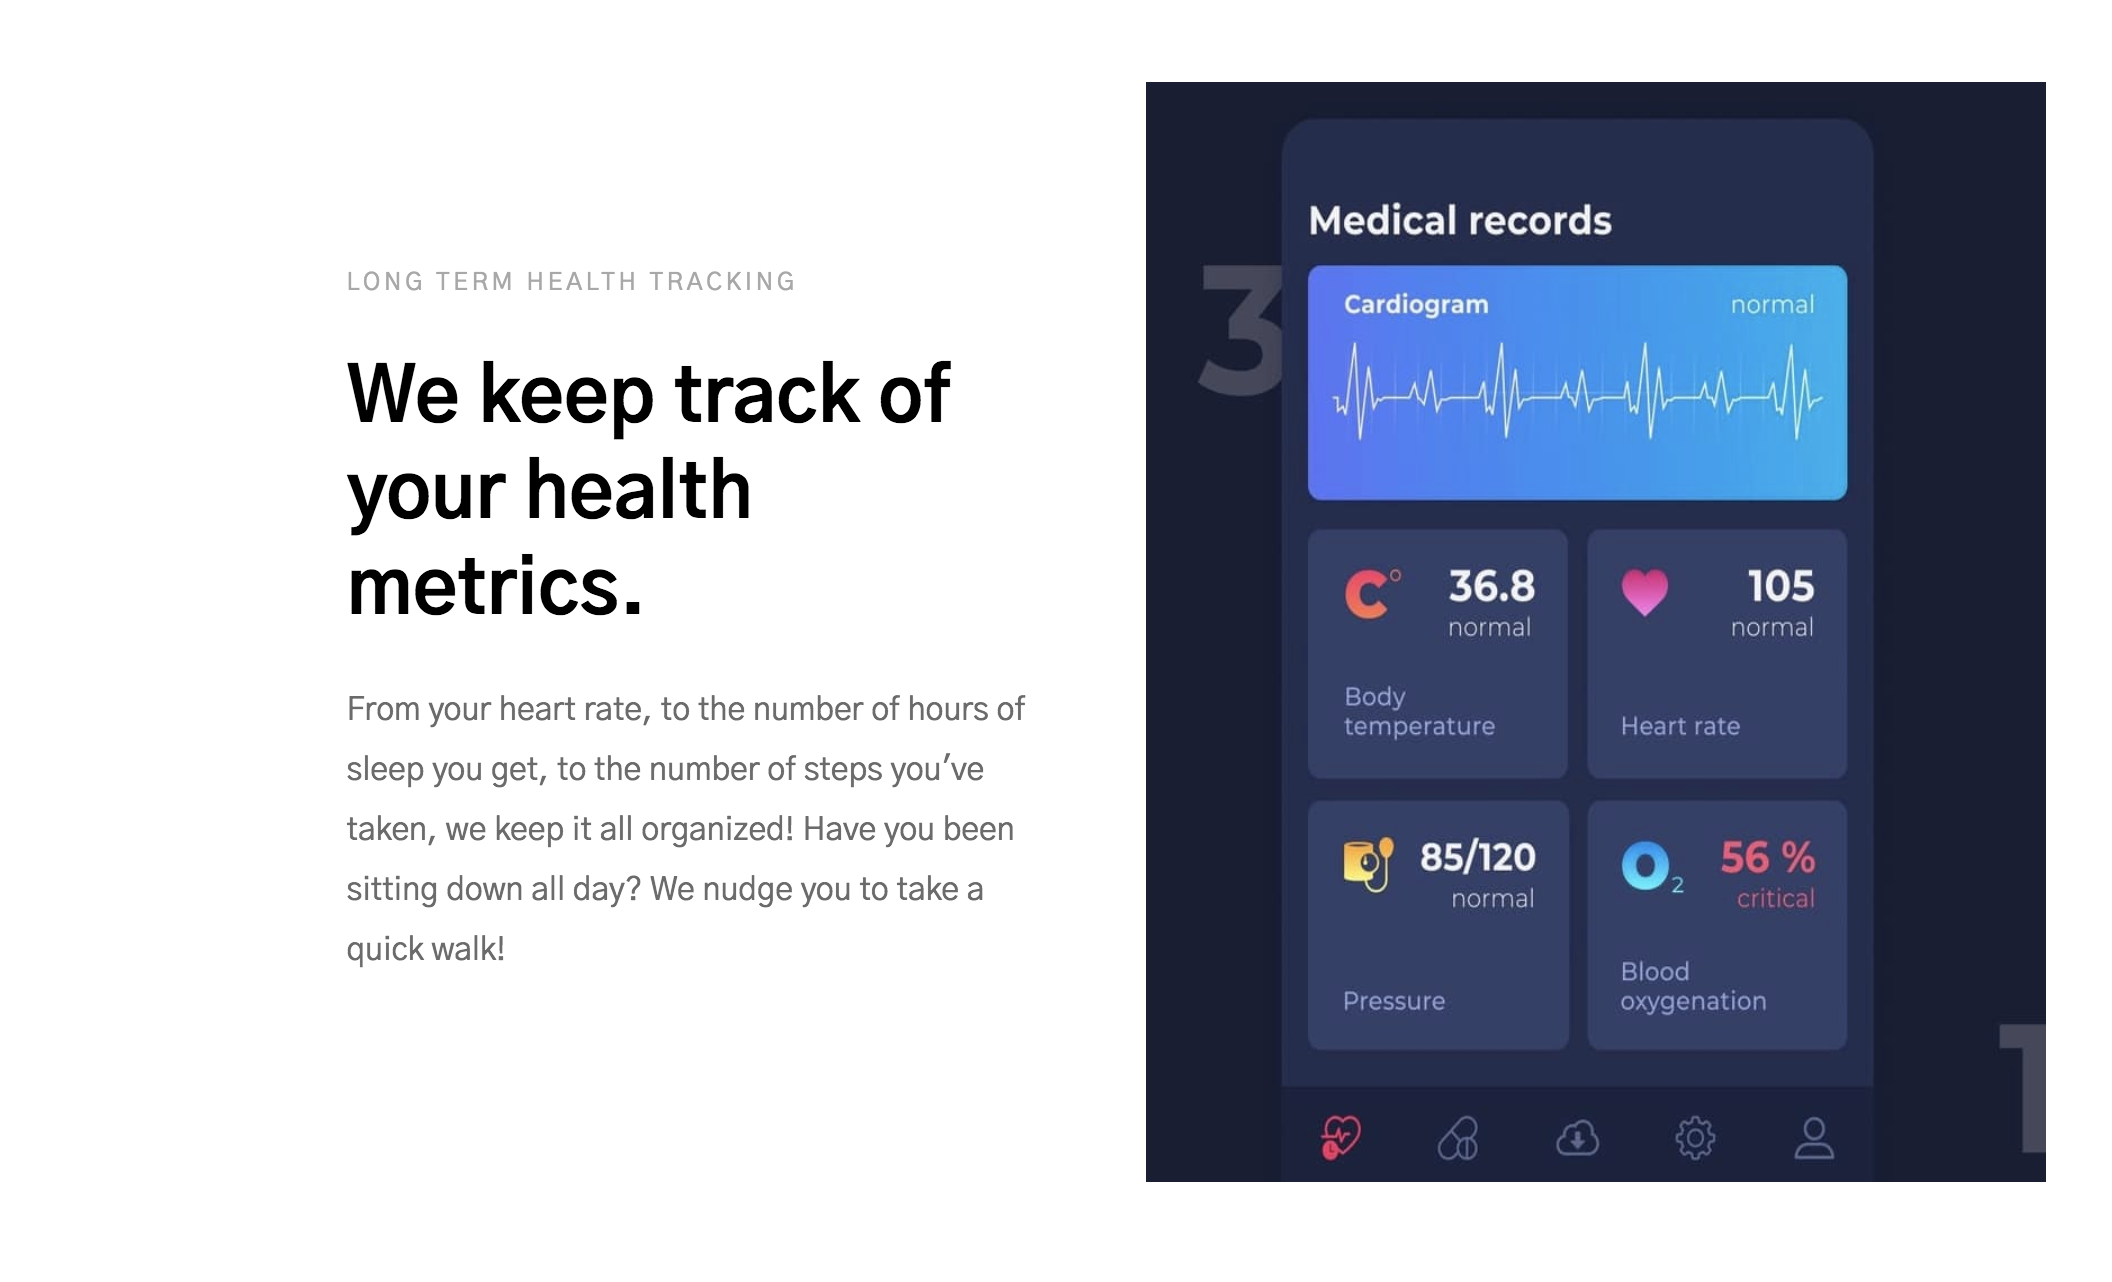 LONG TERM HEALTH TRACKING
We keep track of
your health
metrics.
From your heart rate, to the number of hours of
sleep you get, to the number of steps you’ve
taken, we keep it all organized! Have you been
sitting down all day? We nudge you to take a
quick walk!
3
Medical records
Cardiogram normal
C° 36.8
normal
Body
temperature
105
normal
Heart rate
85/120
normal
Pressure
O₂ 56 %
critical
Blood
oxygenation
1